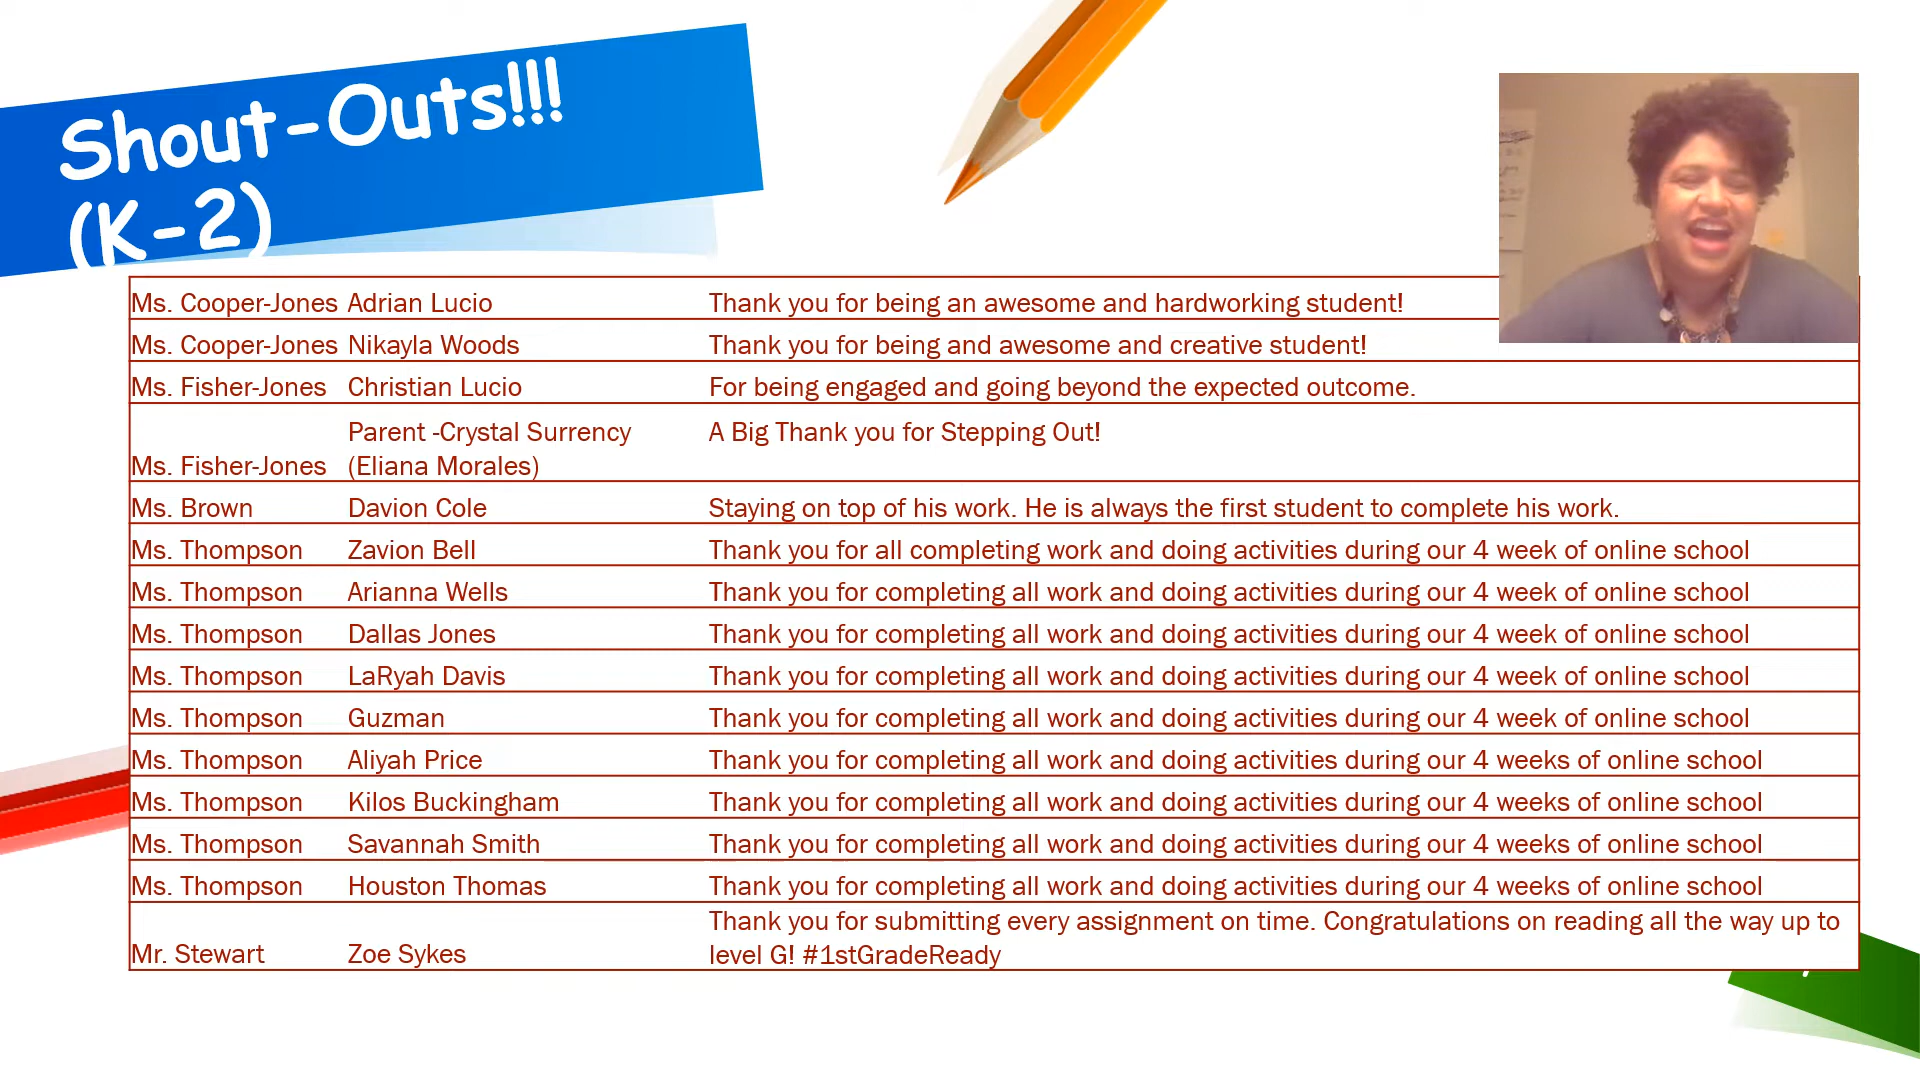 Shout-Outs!!!
(K-2)
Ms. Cooper-Jones Adrian Lucio Thank you for being an awesome and hardworking student!
Ms. Cooper-Jones Nikayla Woods Thank you for being and awesome and creative student!
Ms. Fisher-Jones Christian Lucio For being engaged and going beyond the expected outcome.
Parent -Crystal Surrency A Big Thank you for Stepping Out!
Ms. Fisher-Jones (Eliana Morales)
Ms. Brown Davion Cole Staying on top of his work. He is always the first student to complete his work.
Ms. Thompson Zavion Bell Thank you for all completing work and doing activities during our 4 week of online school
Ms. Thompson Arianna Wells Thank you for completing all work and doing activities during our 4 week of online school
Ms. Thompson Dallas Jones Thank you for completing all work and doing activities during our 4 week of online school
Ms. Thompson LaRyah Davis Thank you for completing all work and doing activities during our 4 week of online school
Ms. Thompson Guzman Thank you for completing all work and doing activities during our 4 week of online school
Ms. Thompson Aliyah Price Thank you for completing all work and doing activities during our 4 weeks of online school
Ms. Thompson Kilos Buckingham Thank you for completing all work and doing activities during our 4 weeks of online school
Ms. Thompson Savannah Smith Thank you for completing all work and doing activities during our 4 weeks of online school
Ms. Thompson Houston Thomas Thank you for completing all work and doing activities during our 4 weeks of online school
Thank you for submitting every assignment on time. Congratulations on reading all the way up to
Mr. Stewart Zoe Sykes level G! #1stGradeReady